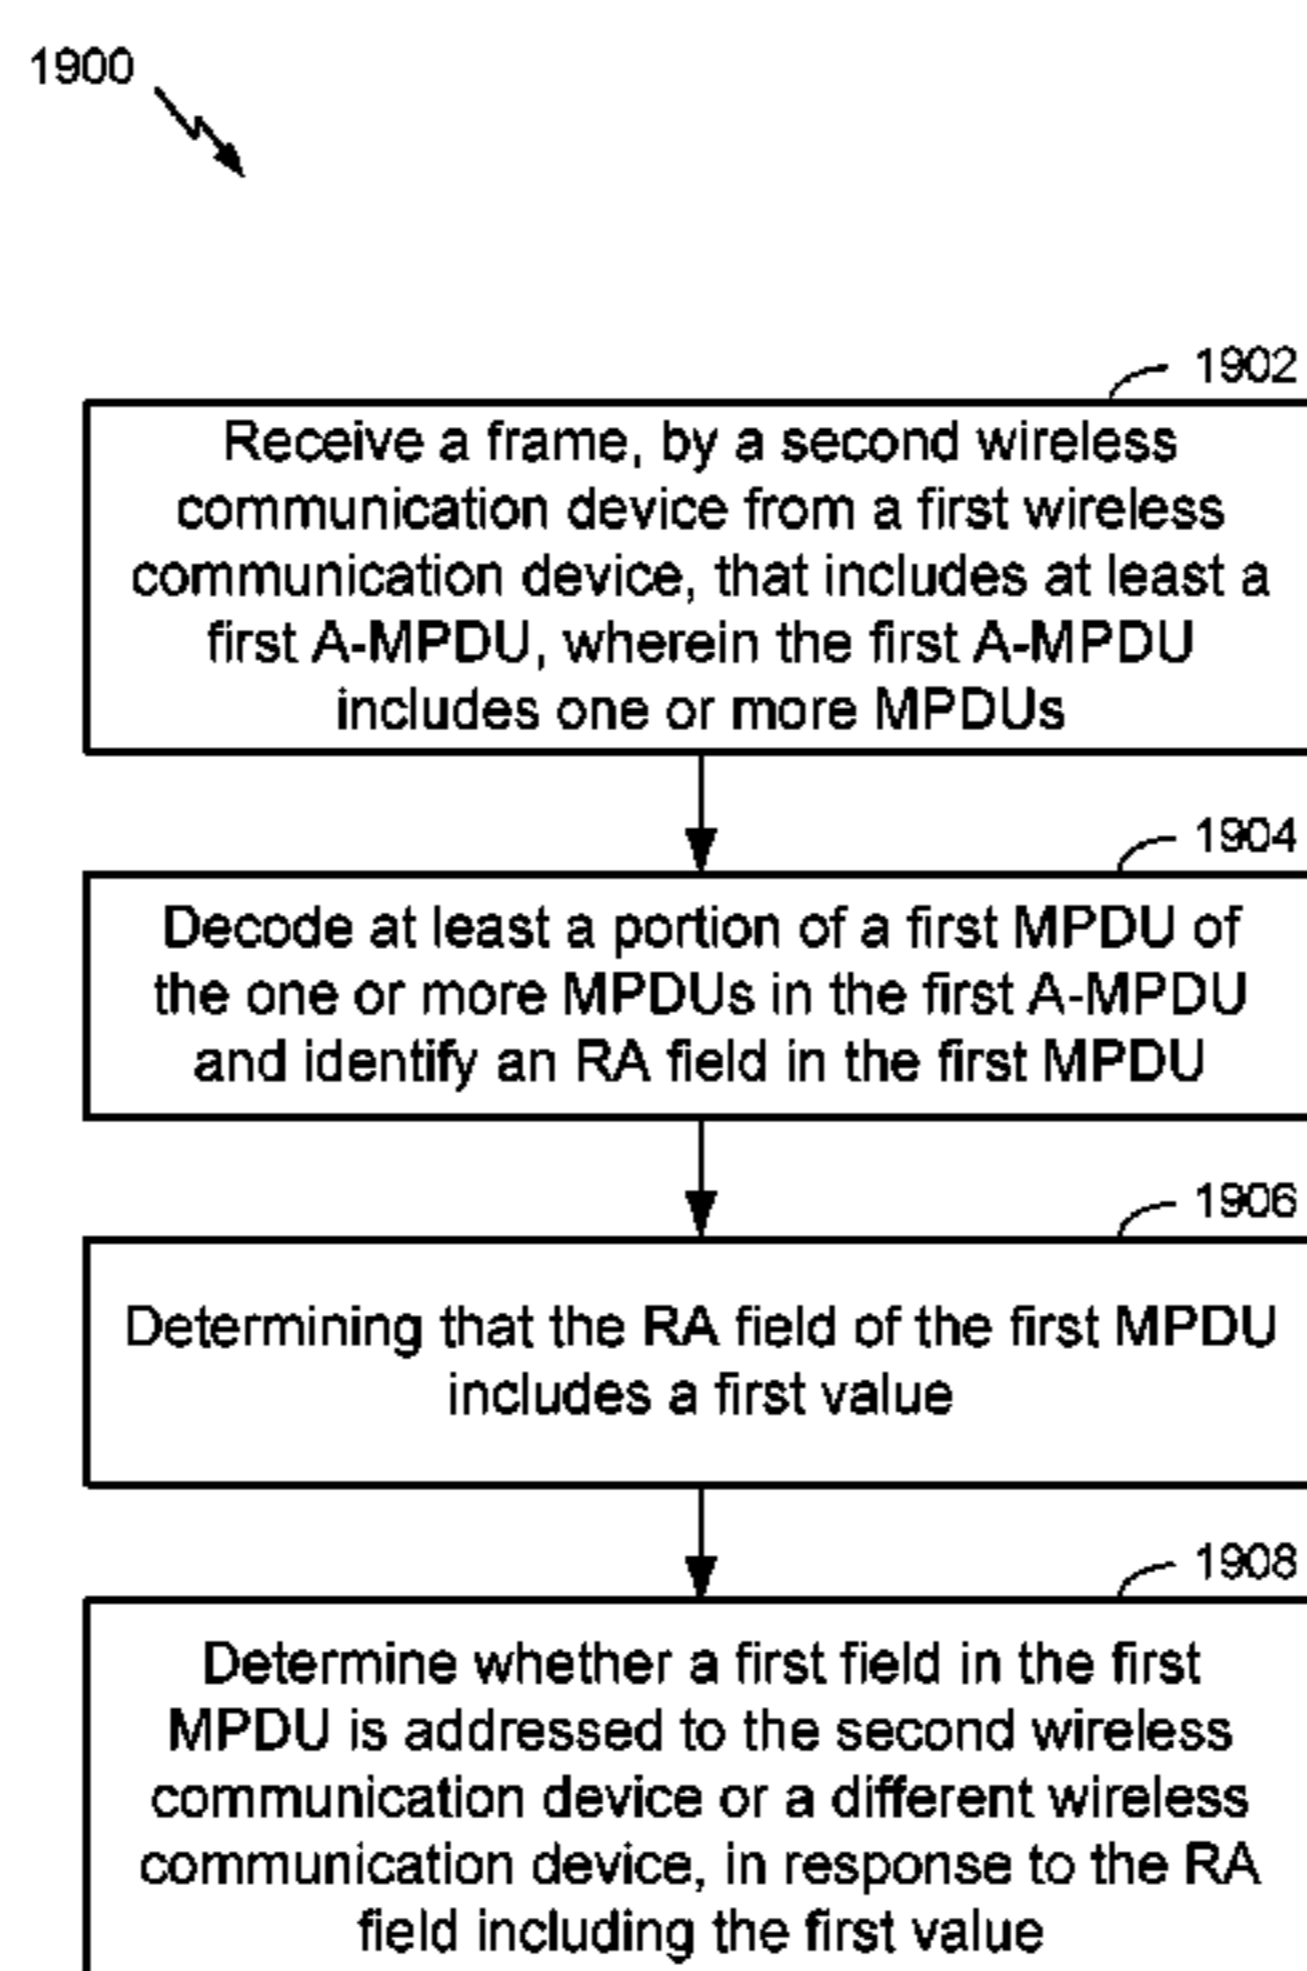 1900
1902
Receive a frame, by a second wireless
communication device from a first wireless
communication device, that includes at least a
first A-MPDU, wherein the first A-MPDU
includes one or more MPDUs
1904
Decode at least a portion of a first MPDU of
the one or more MPDUs in the first A-MPDU
and identify an RA field in the first MPDU
1906
Determining that the RA field of the first MPDU
includes a first value
1908
Determine whether a first field in the first
MPDU is addressed to the second wireless
communication device or a different wireless
communication device, in response to the RA
field including the first value